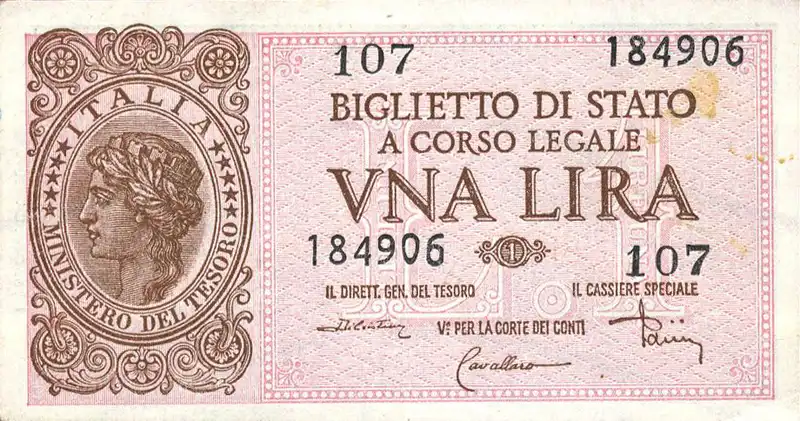 ITALIA
MINISTERO DEL TESORO
107 184906
BIGLIETTO DI STATO
A CORSO LEGALE
VNA LIRA
184906 1 107
IL DIRETT. GEN. DEL TESORO IL CASSIERE SPECIALE
V° PER LA CORTE DEI CONTI
Cavallaro